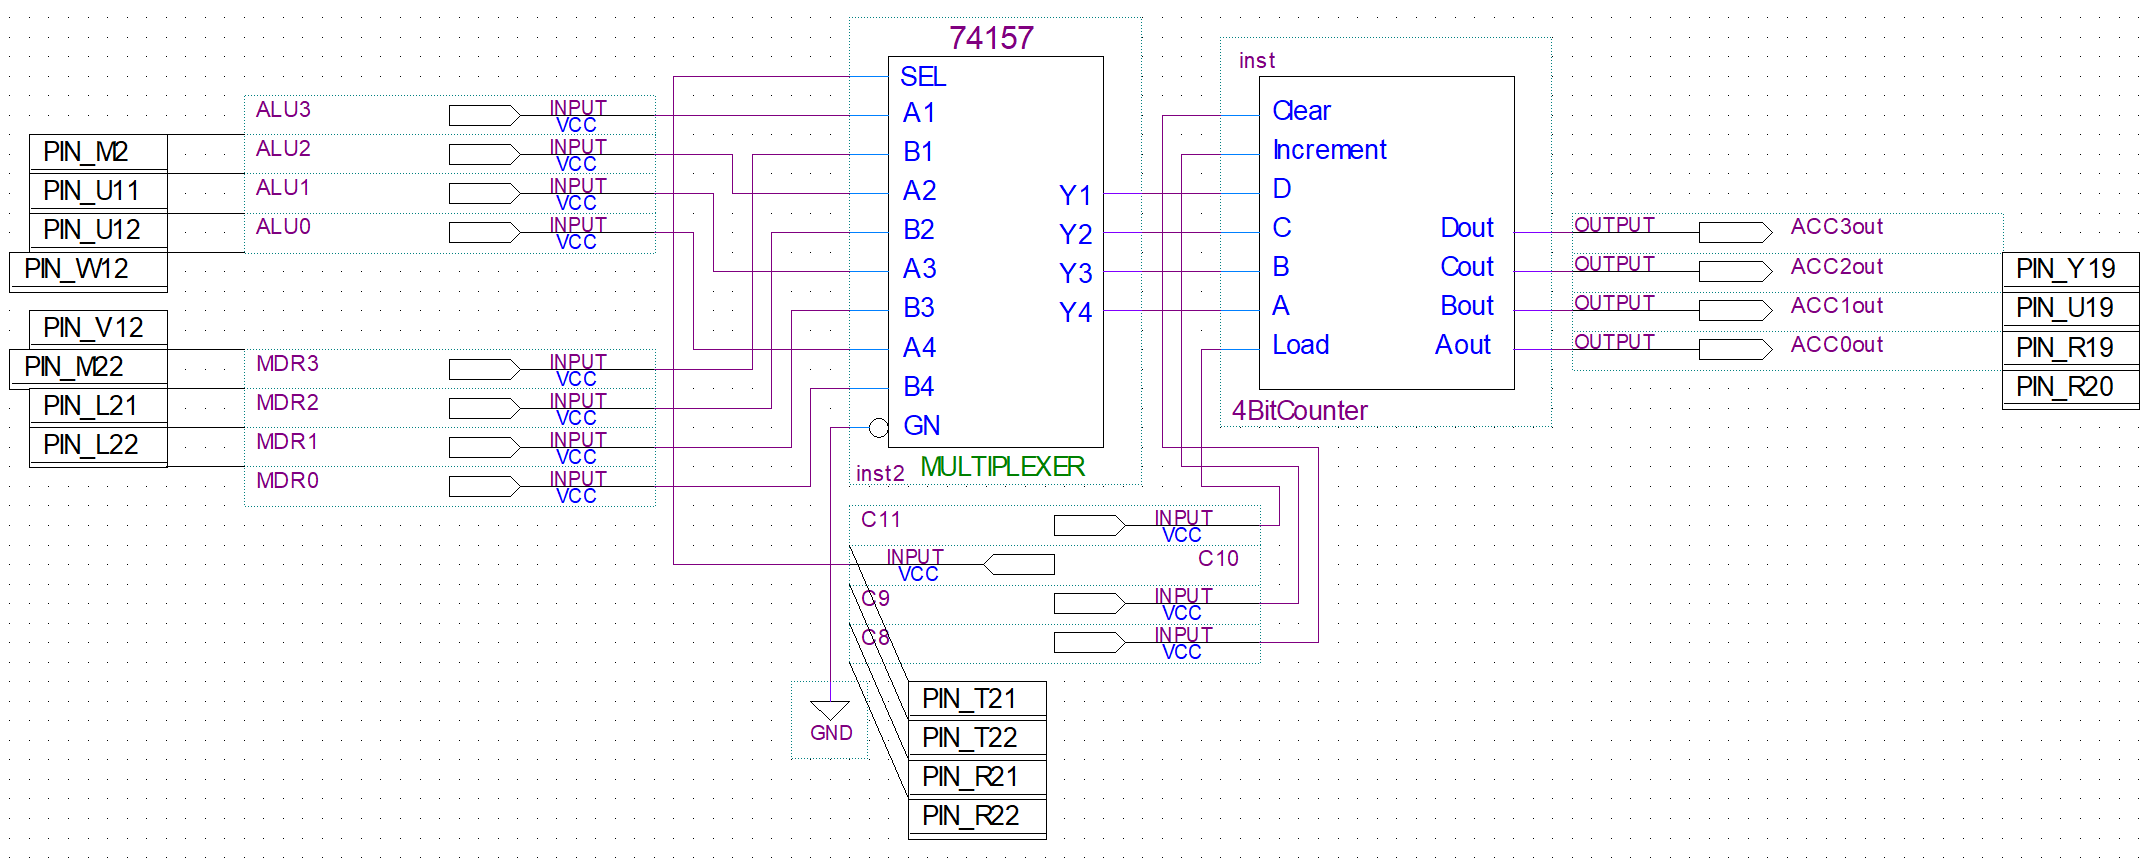 PIN_M2
PIN_U11
PIN_U12
PIN_W12
PIN_V12
PIN_M22
PIN_L21
PIN_L22
ALU3 INPUT
VCC
ALU2 INPUT
VCC
ALU1 INPUT
VCC
ALU0 INPUT
VCC
MDR3 INPUT
VCC
MDR2 INPUT
VCC
MDR1 INPUT
VCC
MDR0 INPUT
VCC
74157
SEL
A1
B1
A2
B2
A3
B3
A4
B4
GN
Y1
Y2
Y3
Y4
inst2
MULTIPLEXER
inst
Clear
Increment
D
C
B
A
Load
Dout
Cout
Bout
Aout
4BitCounter
OUTPUT ACC3out
OUTPUT ACC2out
OUTPUT ACC1out
OUTPUT ACC0out
PIN_Y19
PIN_U19
PIN_R19
PIN_R20
C11 INPUT
VCC
INPUT C10
VCC
C9 INPUT
VCC
C8 INPUT
VCC
GND
PIN_T21
PIN_T22
PIN_R21
PIN_R22